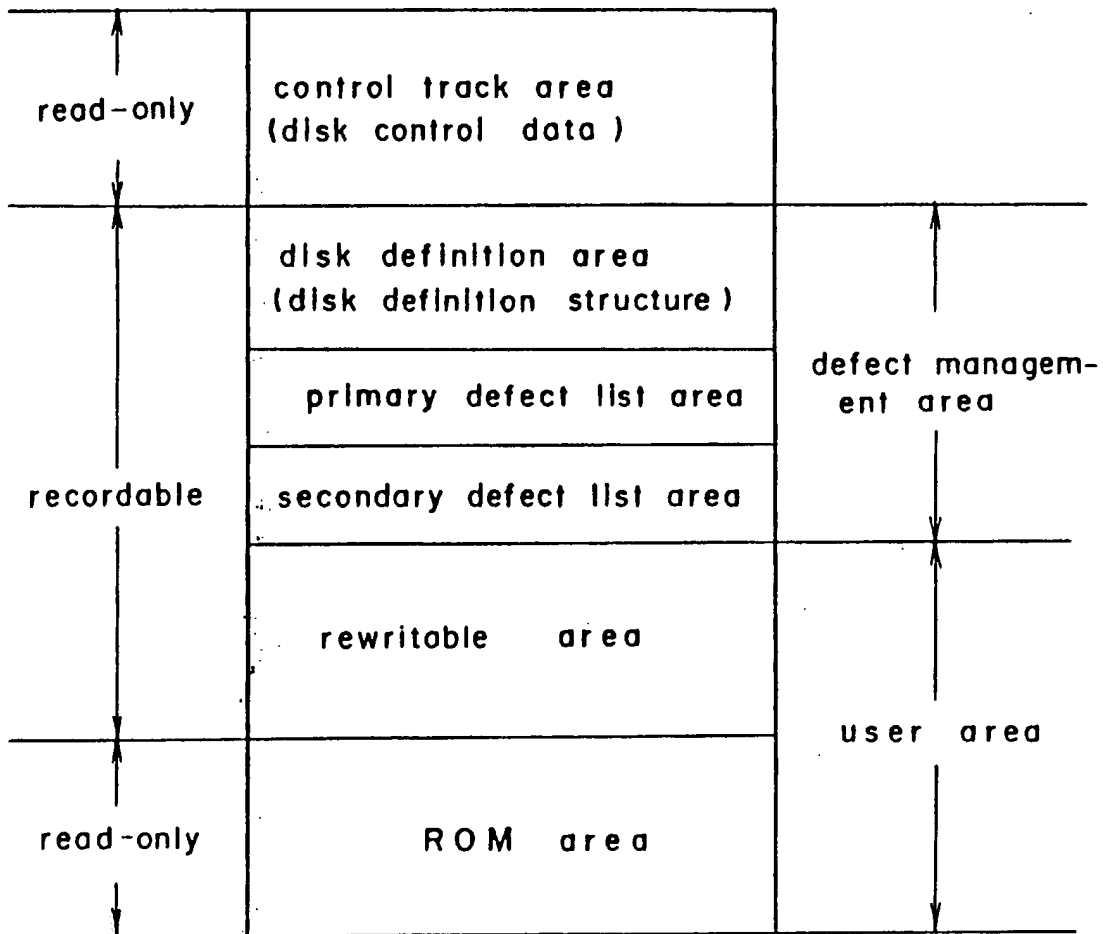 read-only
control track area
(disk control data)
disk definition area
(disk definition structure)
primary defect list area
defect managem-
ent area
recordable
secondary defect list area
rewritable area
user area
read-only
ROM area